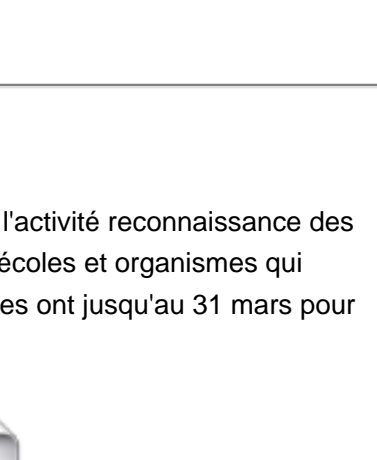 l'activité reconnaissance des
écoles et organismes qui
es ont jusqu'au 31 mars pour